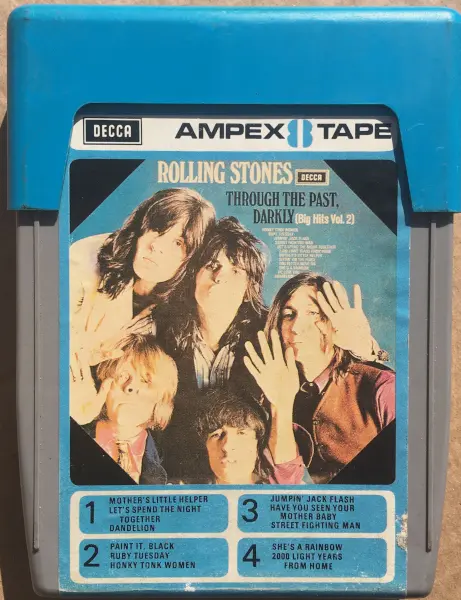 DECCA
AMPEX 8 TAPE
ROLLING STONES DECCA
THROUGH THE PAST,
DARKLY (Big Hits Vol. 2)
1
MOTHER'S LITTLE HELPER
LET'S SPEND THE NIGHT
TOGETHER
DANDELION
2
PAINT IT, BLACK
RUBY TUESDAY
HONKY TONK WOMEN
3
JUMPIN' JACK FLASH
HAVE YOU SEEN YOUR
MOTHER BABY
STREET FIGHTING MAN
4
SHE'S A RAINBOW
2000 LIGHT YEARS
FROM HOME